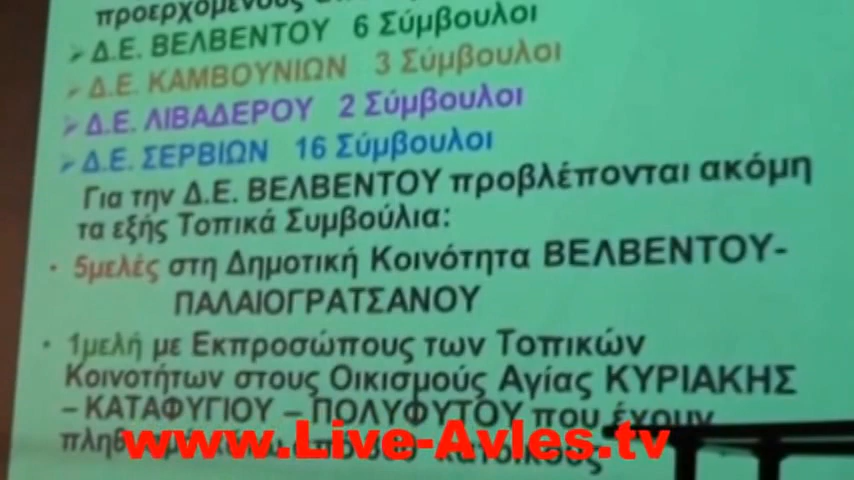 προερχομένους
➢ Δ.Ε. ΒΕΛΒΕΝΤΟΥ 6 Σύμβουλοι
➢ Δ.Ε. ΚΑΜΒΟΥΝΙΩΝ 3 Σύμβουλοι
➢ Δ.Ε. ΛΙΒΑΔΕΡΟΥ 2 Σύμβουλοι
➢ Δ.Ε. ΣΕΡΒΙΩΝ 16 Σύμβουλοι
Για την Δ.Ε. ΒΕΛΒΕΝΤΟΥ προβλέπονται ακόμη
τα εξής Τοπικά Συμβούλια:
· 5μελές στη Δημοτική Κοινότητα ΒΕΛΒΕΝΤΟΥ-
ΠΑΛΑΙΟΓΡΑΤΣΑΝΟΥ
· 1μελή με Εκπροσώπους των Τοπικών
Κοινοτήτων στους Οικισμούς Αγίας ΚΥΡΙΑΚΗΣ
– ΚΑΤΑΦΥΓΙΟΥ – ΠΟΛΥΦΥΤΟΥ που έχουν
κατοίκους
www.Live-Avles.tv